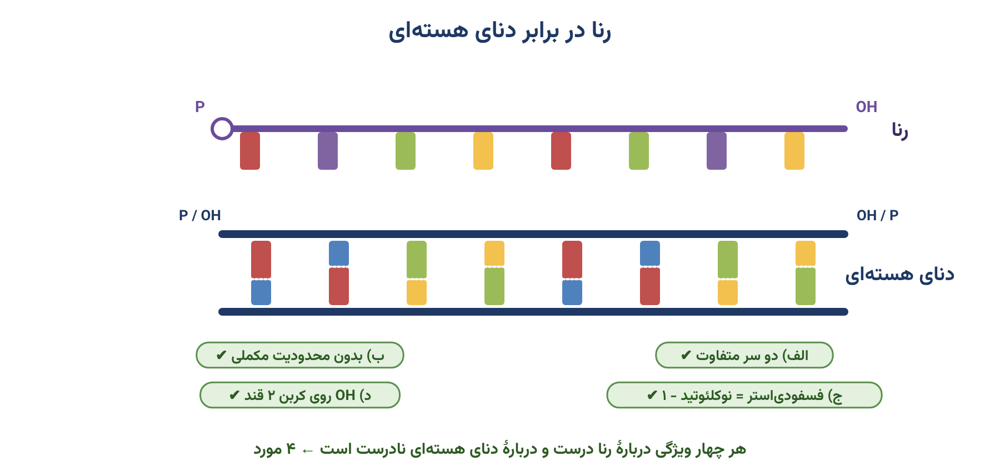 رنا در برابر دنای هسته‌ای
P
OH
رنا
P / OH
OH / P
دنای هسته‌ای
الف) دو سر متفاوت ✔
ب) بدون محدودیت مکملی ✔
ج) فسفودی‌استر = نوکلئوتید - ۱ ✔
د) OH روی کربن ۲ قند ✔
هر چهار ویژگی دربارهٔ رنا درست و دربارهٔ دنای هسته‌ای نادرست است ← ۴ مورد